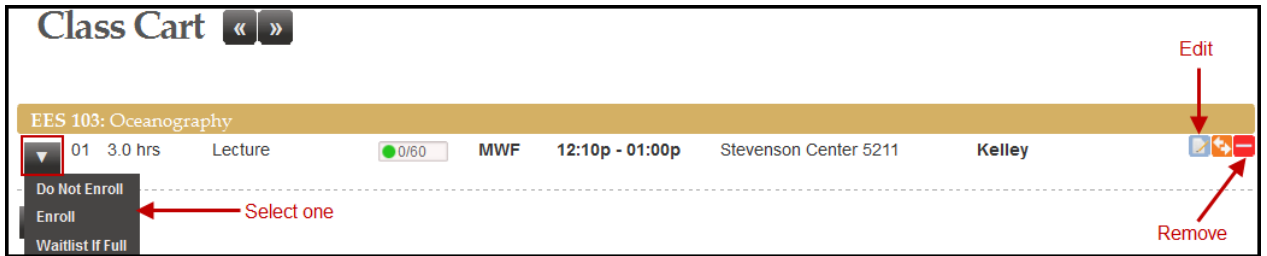 Class Cart « »
Edit
EES 103: Oceanography
01 3.0 hrs Lecture 0/60 MWF 12:10p - 01:00p Stevenson Center 5211 Kelley
Do Not Enroll
Enroll
Select one
Waitlist If Full
Remove